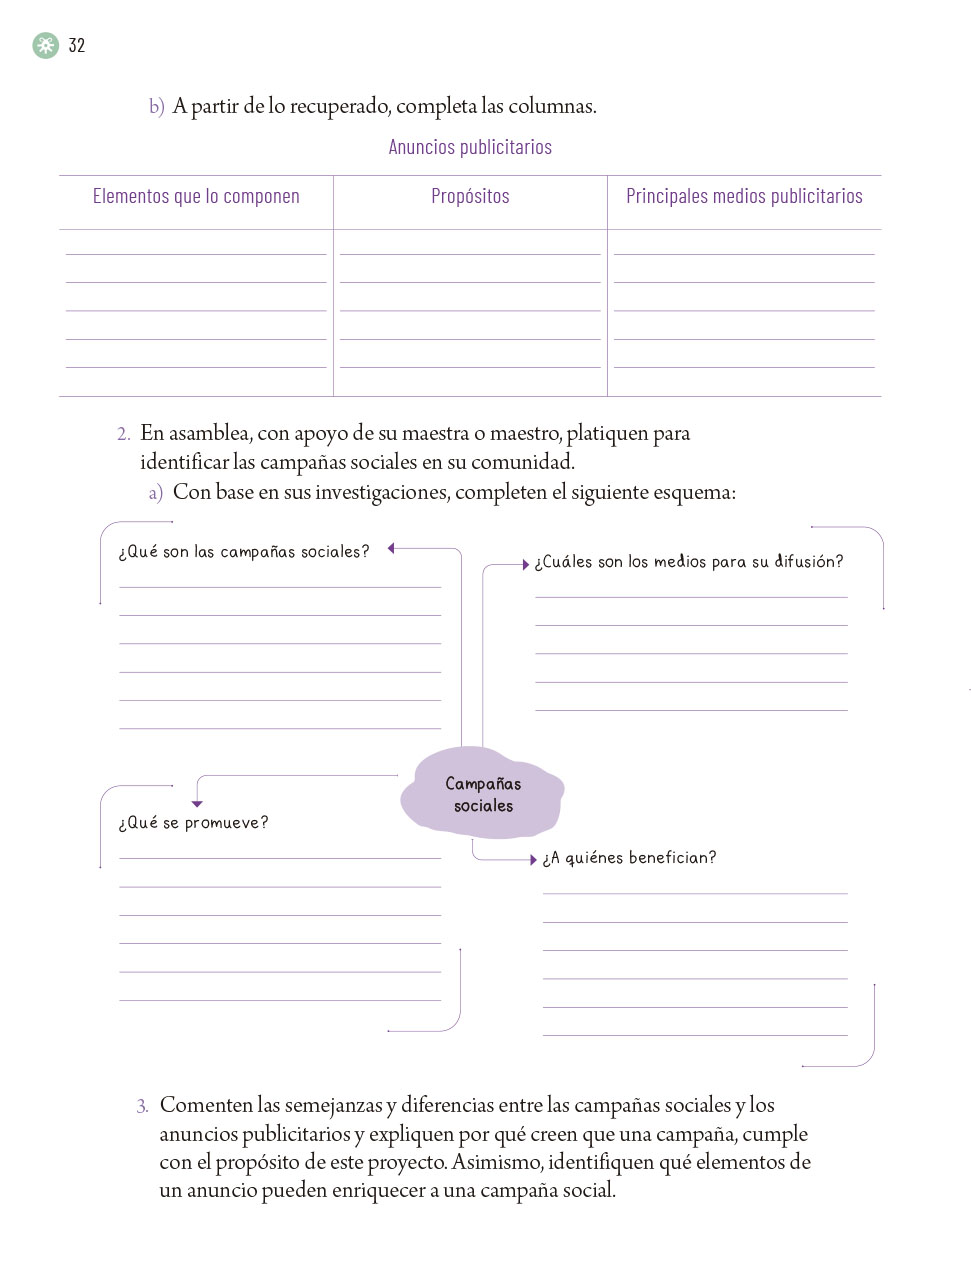 32
b) A partir de lo recuperado, completa las columnas.
Anuncios publicitarios
Elementos que lo componen
Propósitos
Principales medios publicitarios
2. En asamblea, con apoyo de su maestra o maestro, platiquen para
identificar las campañas sociales en su comunidad.
a) Con base en sus investigaciones, completen el siguiente esquema:
¿Qué son las campañas sociales?
¿Cuáles son los medios para su difusión?
Campañas
sociales
¿Qué se promueve?
¿A quiénes benefician?
3. Comenten las semejanzas y diferencias entre las campañas sociales y los
anuncios publicitarios y expliquen por qué creen que una campaña, cumple
con el propósito de este proyecto. Asimismo, identifiquen qué elementos de
un anuncio pueden enriquecer a una campaña social.